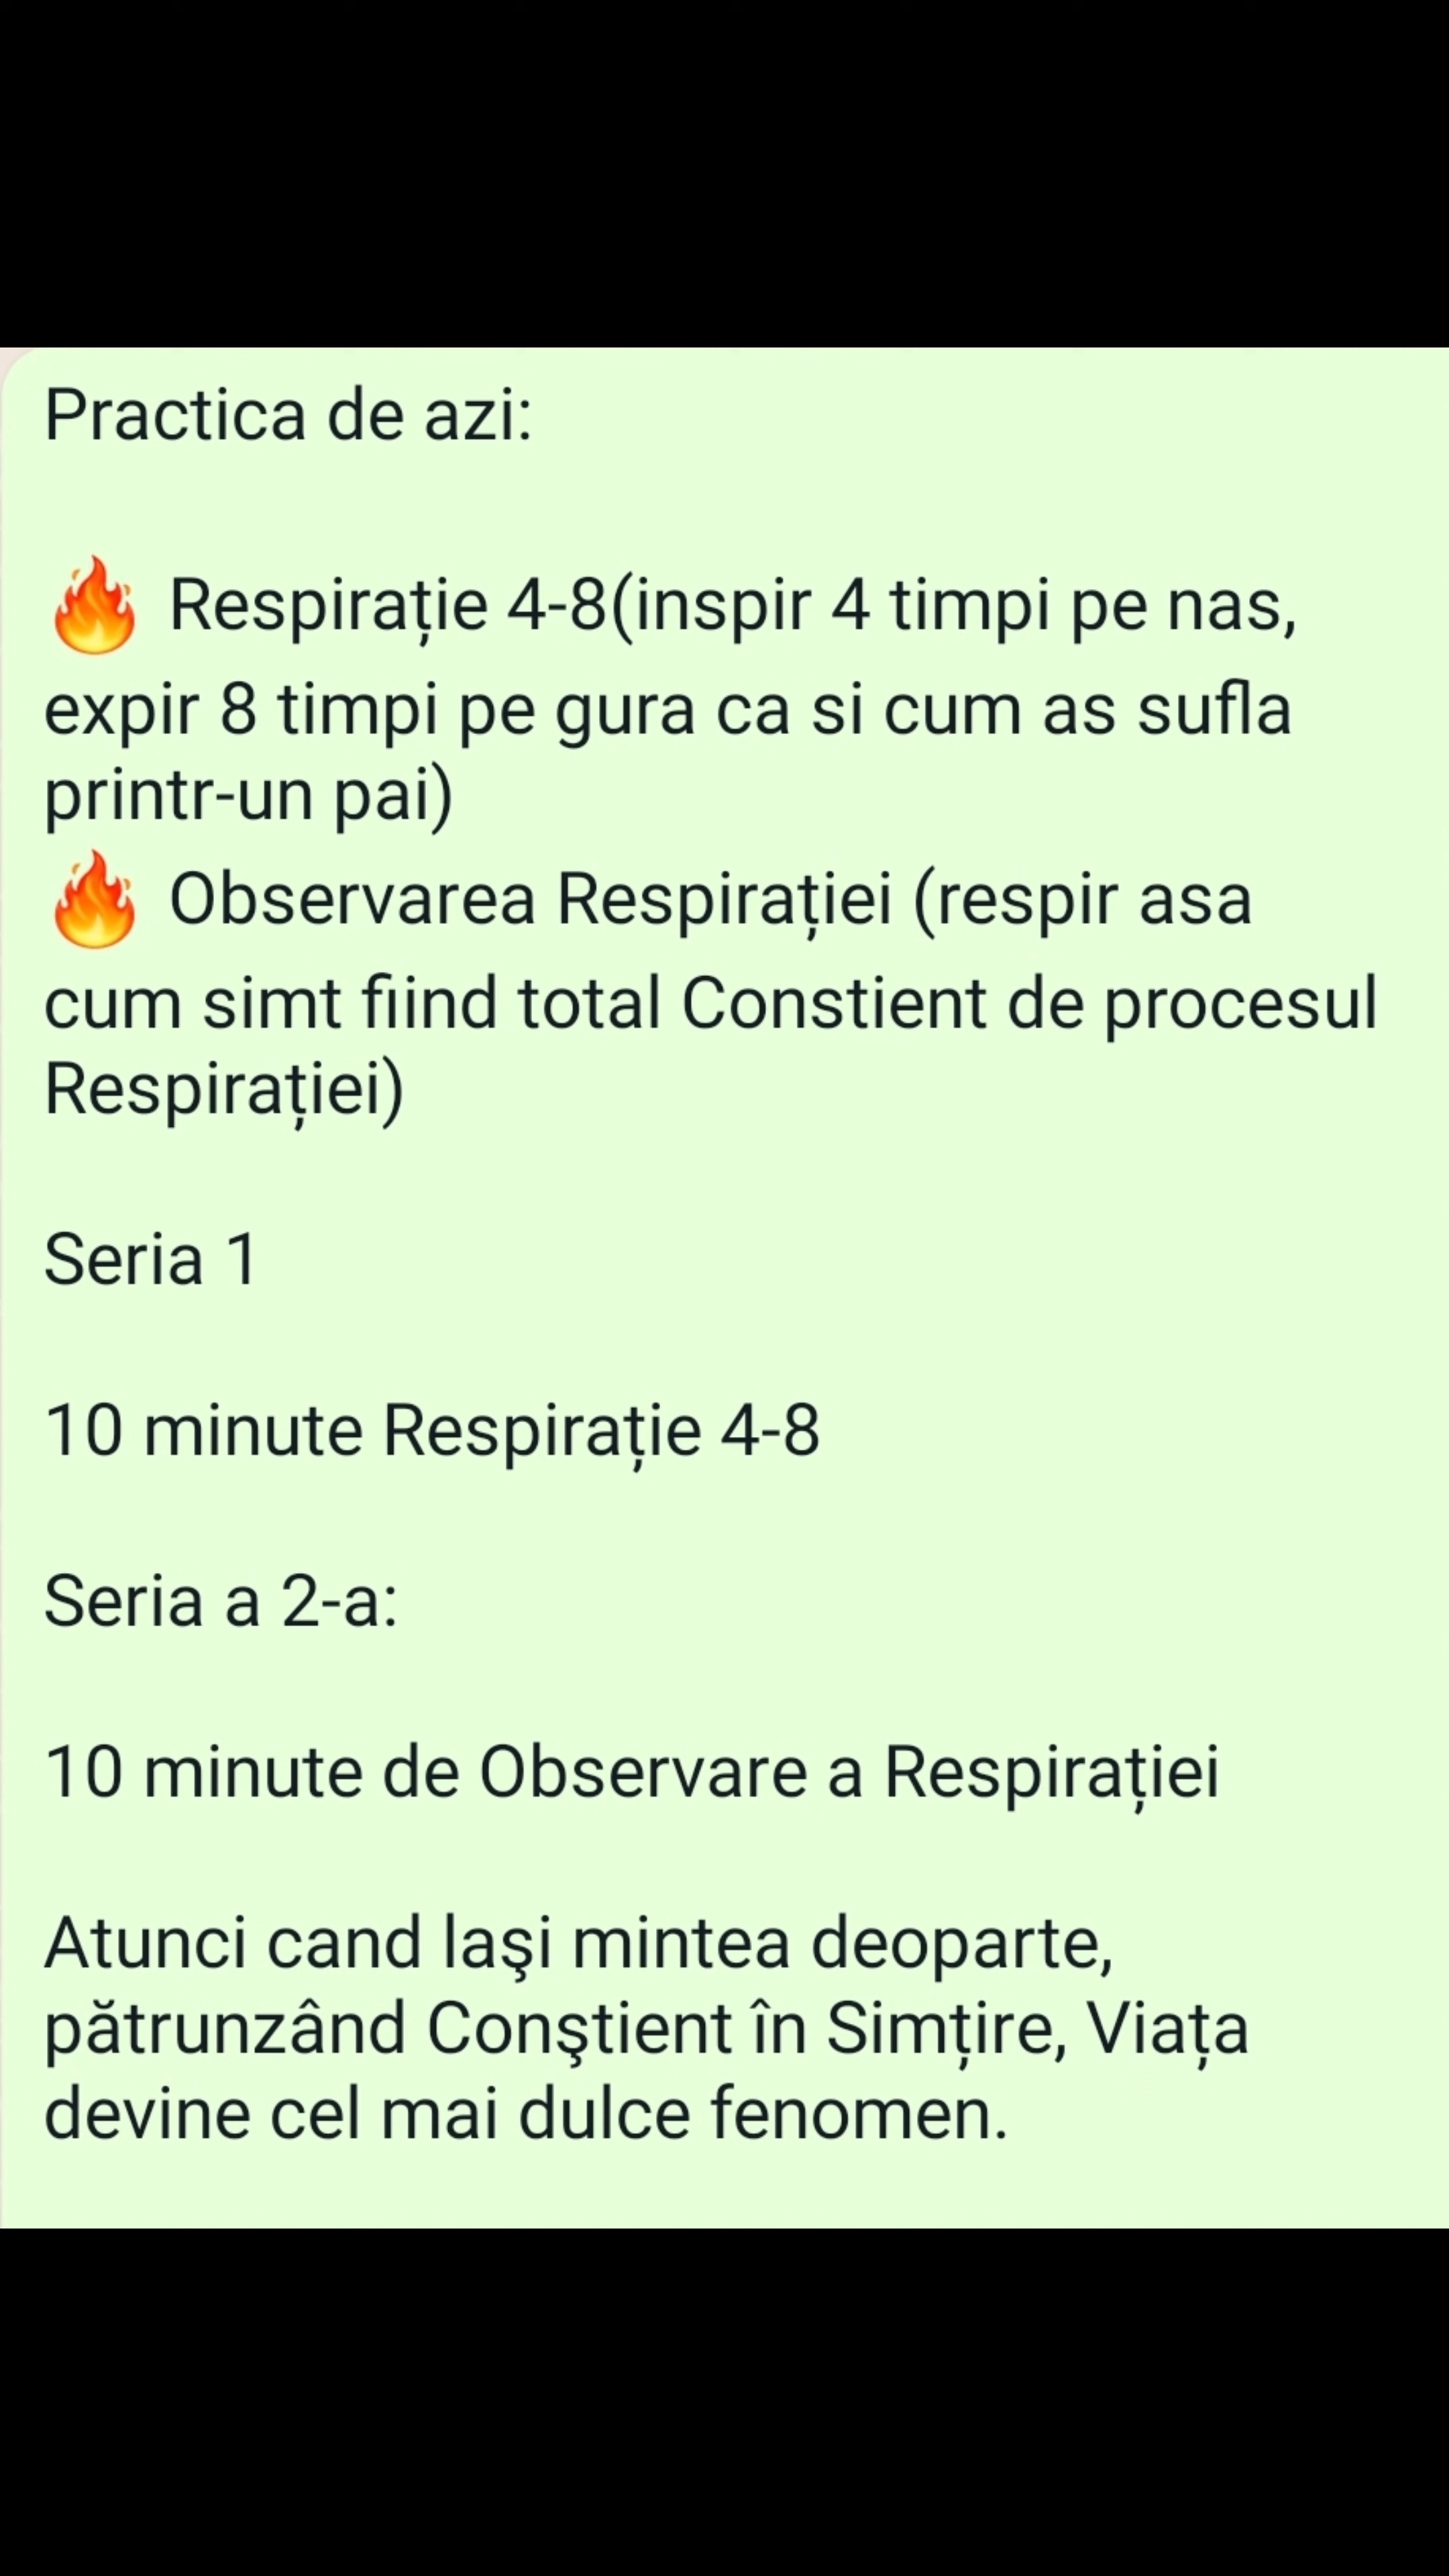 Practica de azi:
🔥 Respirație 4-8(inspir 4 timpi pe nas,
expir 8 timpi pe gura ca si cum as sufla
printr-un pai)
🔥 Observarea Respirației (respir asa
cum simt fiind total Constient de procesul
Respirației)
Seria 1
10 minute Respirație 4-8
Seria a 2-a:
10 minute de Observare a Respirației
Atunci cand laşi mintea deoparte,
pătrunzând Conştient în Simțire, Viața
devine cel mai dulce fenomen.